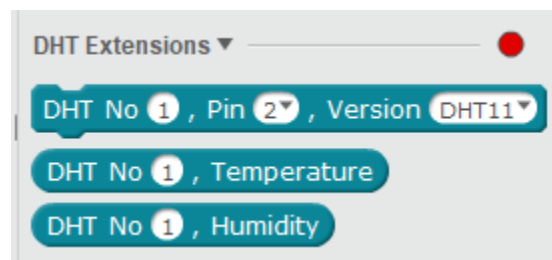 DHT Extensions
DHT No 1 , Pin 2 , Version DHT11
DHT No 1 , Temperature
DHT No 1 , Humidity